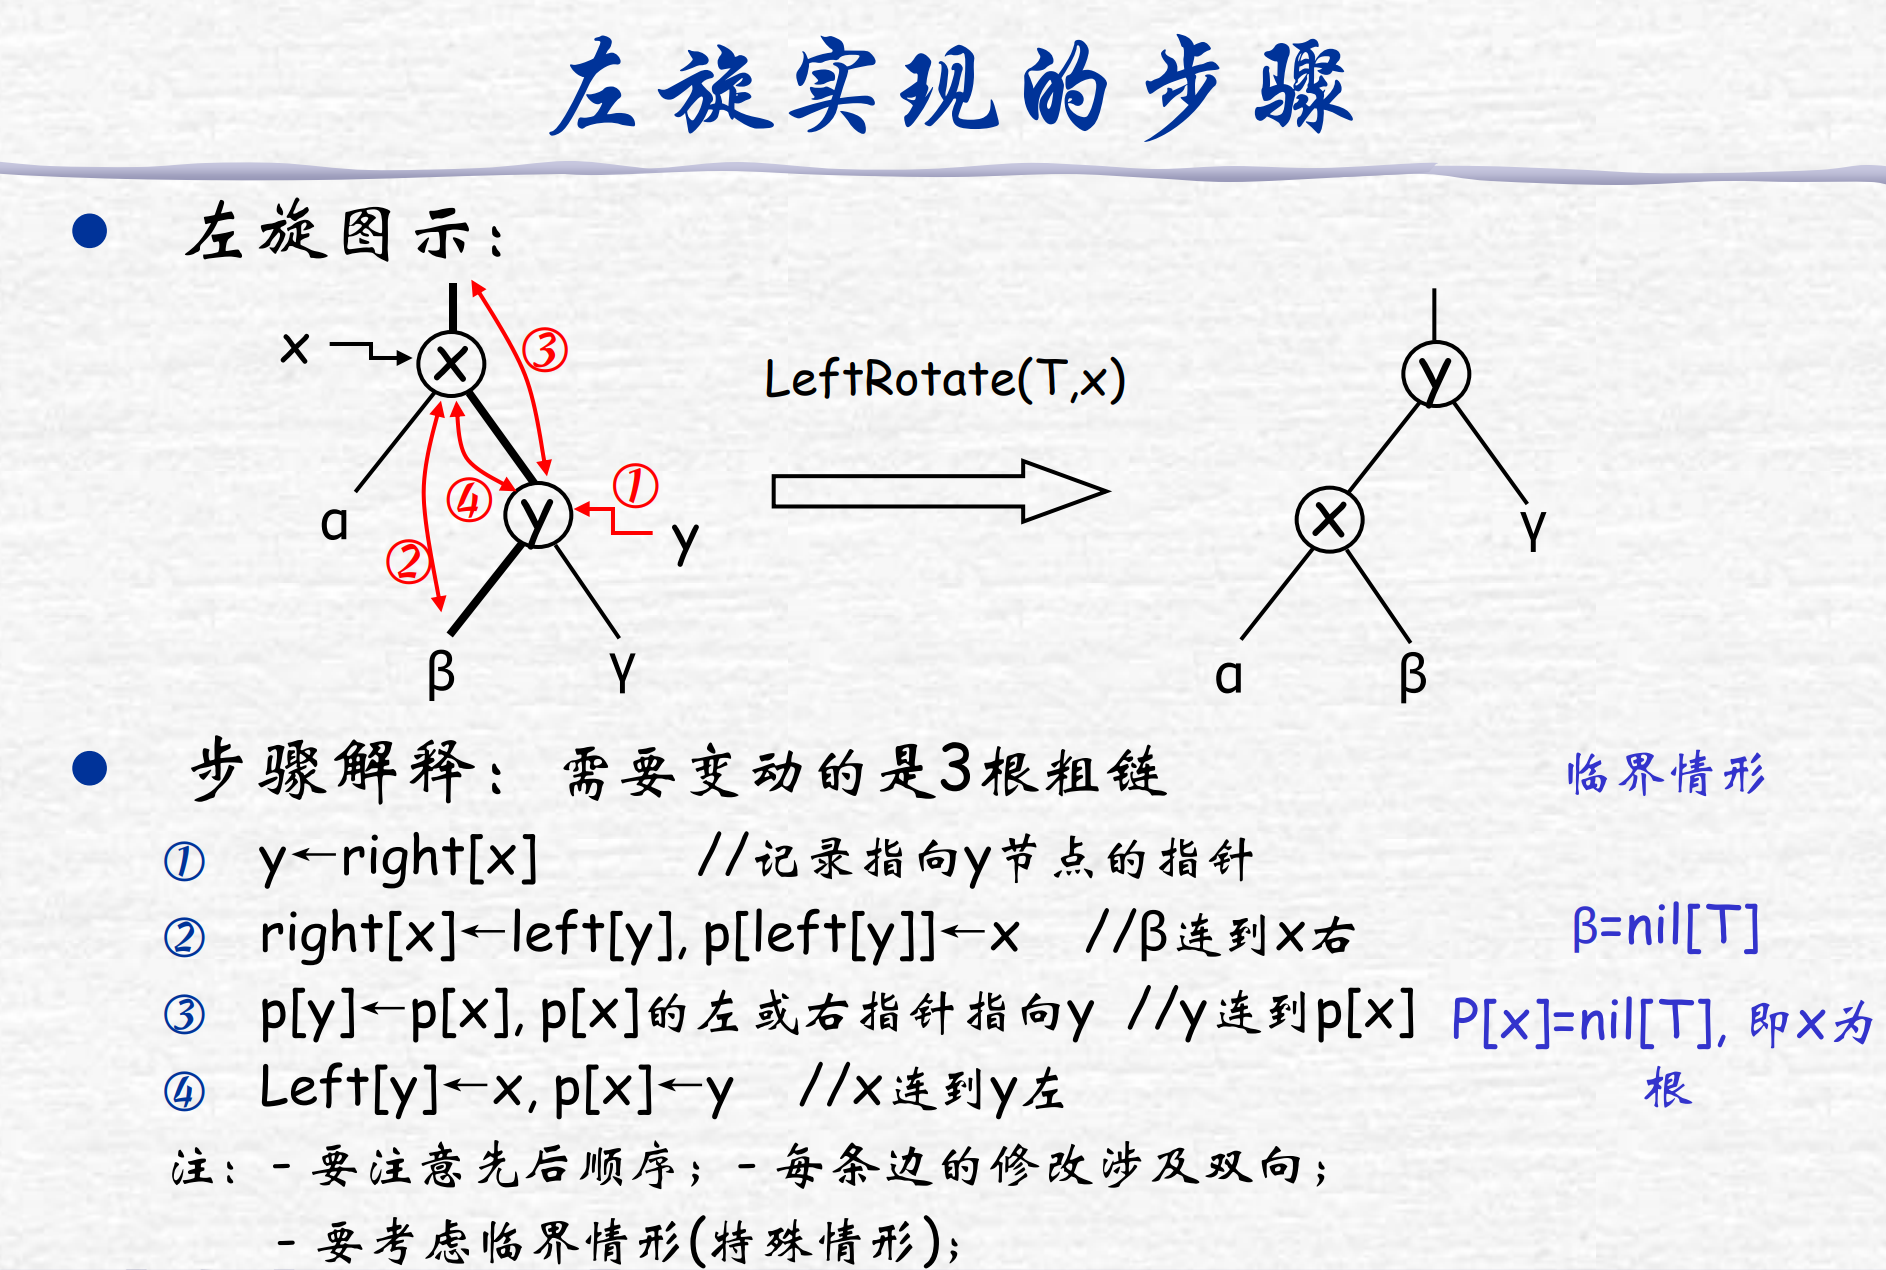 左旋实现的步骤
左旋图示：
x
x
③
LeftRotate(T,x)
y
①
④
y
y
x
γ
α
②
β
γ
α
β
步骤解释：需要变动的是3根粗链
临界情形
① y←right[x] //记录指向y节点的指针
② right[x]←left[y], p[left[y]]←x //β连到x右
β=nil[T]
③ p[y]←p[x], p[x]的左或右指针指向y //y连到p[x]
P[x]=nil[T], 即x为
根
④ Left[y]←x, p[x]←y //x连到y左
注：- 要注意先后顺序；- 每条边的修改涉及双向；
- 要考虑临界情形(特殊情形)；